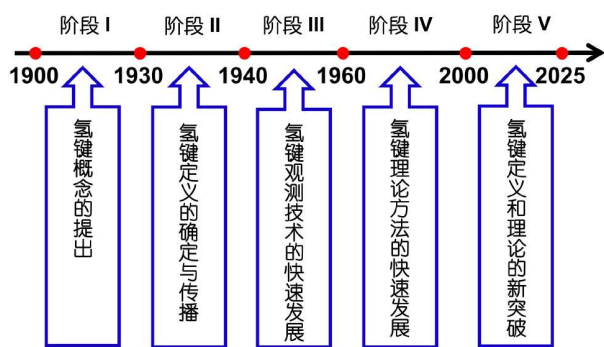 阶段 I
阶段 II
阶段 III
阶段 IV
阶段 V
1900
1930
1940
1960
2000
2025
氢键概念的提出
氢键定义的确定与传播
氢键观测技术的快速发展
氢键理论方法的快速发展
氢键定义和理论的新突破